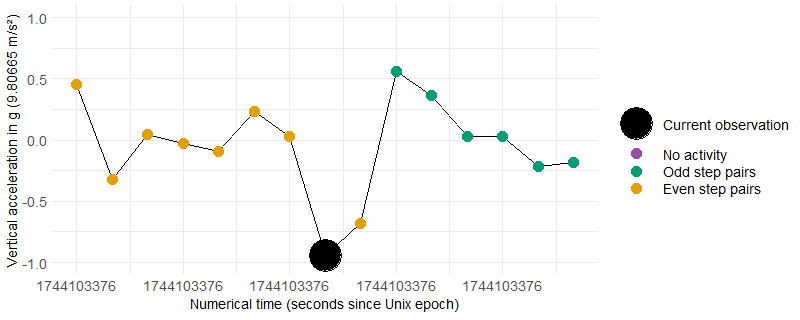 Vertical acceleration in g (9.80665 m/s²)
1.0
0.5
0.0
-0.5
-1.0
1744103376 1744103376 1744103376 1744103376 1744103376
Numerical time (seconds since Unix epoch)
Current observation
No activity
Odd step pairs
Even step pairs